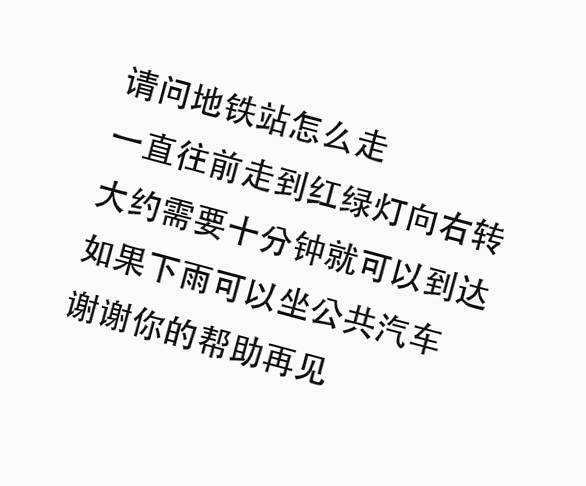 请问地铁站怎么走
一直往前走到红绿灯向右转
大约需要十分钟就可以到达
如果下雨可以坐公共汽车
谢谢你的帮助再见